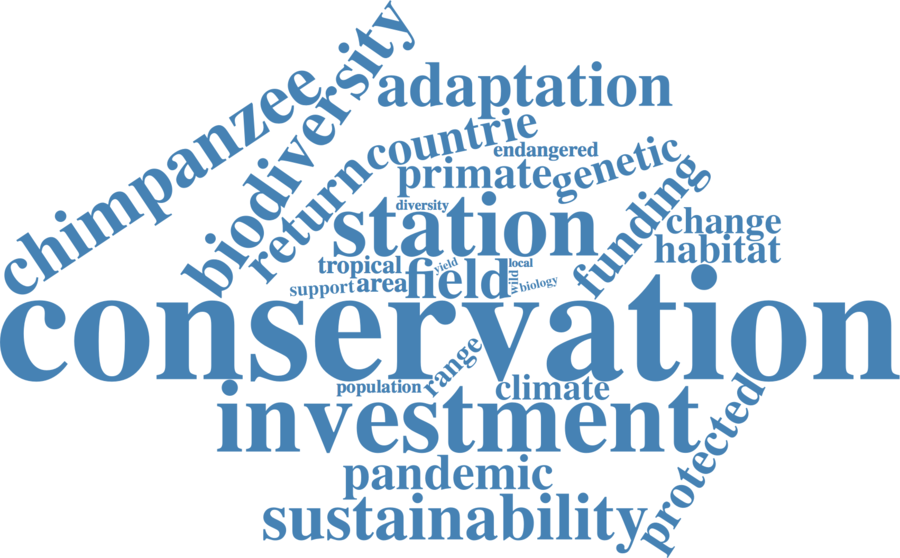 chimpanzee
biodiversity
adaptation
return
countrie
endangered
primate
genetic
diversity
station
funding
change
habitat
tropical
yield
local
field
wild
biology
support
area
conservation
range
population
climate
investment
protected
pandemic
sustainability